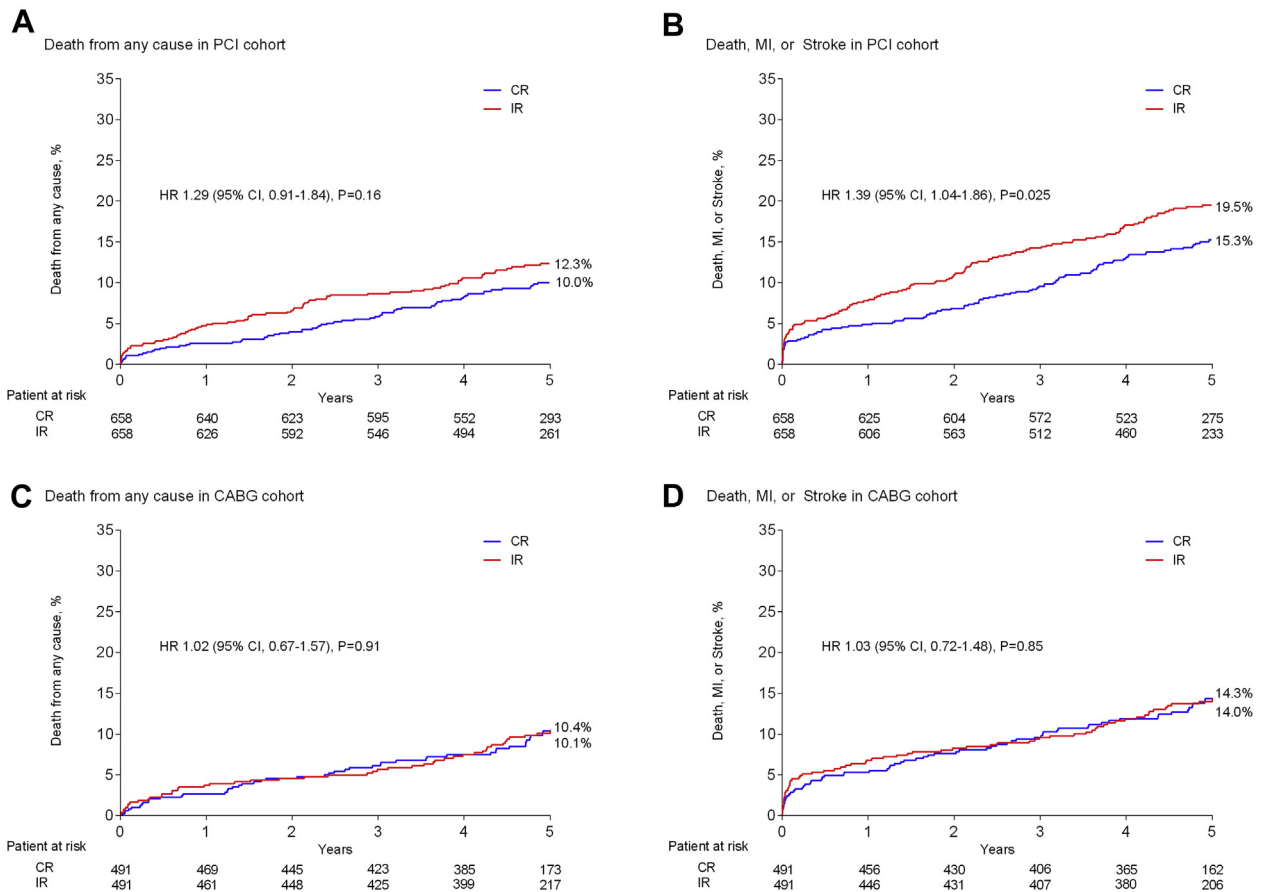 A
Death from any cause in PCI cohort
35
30
25
20
15
10
5
0
Death from any cause, %
CR
IR
HR 1.29 (95% CI, 0.91-1.84), P=0.16
12.3%
10.0%
0 1 2 3 4 5
Years
Patient at risk
CR 658 640 623 595 552 293
IR 658 626 592 546 494 261
B
Death, MI, or Stroke in PCI cohort
35
30
25
20
15
10
5
0
Death, MI, or Stroke, %
CR
IR
HR 1.39 (95% CI, 1.04-1.86), P=0.025
19.5%
15.3%
0 1 2 3 4 5
Years
Patient at risk
CR 658 625 604 572 523 275
IR 658 606 563 512 460 233
C
Death from any cause in CABG cohort
35
30
25
20
15
10
5
0
Death from any cause, %
CR
IR
HR 1.02 (95% CI, 0.67-1.57), P=0.91
10.4%
10.1%
0 1 2 3 4 5
Years
Patient at risk
CR 491 469 445 423 385 173
IR 491 461 448 425 399 217
D
Death, MI, or Stroke in CABG cohort
35
30
25
20
15
10
5
0
Death, MI, or Stroke, %
CR
IR
HR 1.03 (95% CI, 0.72-1.48), P=0.85
14.3%
14.0%
0 1 2 3 4 5
Years
Patient at risk
CR 491 456 430 406 365 162
IR 491 446 431 407 380 206